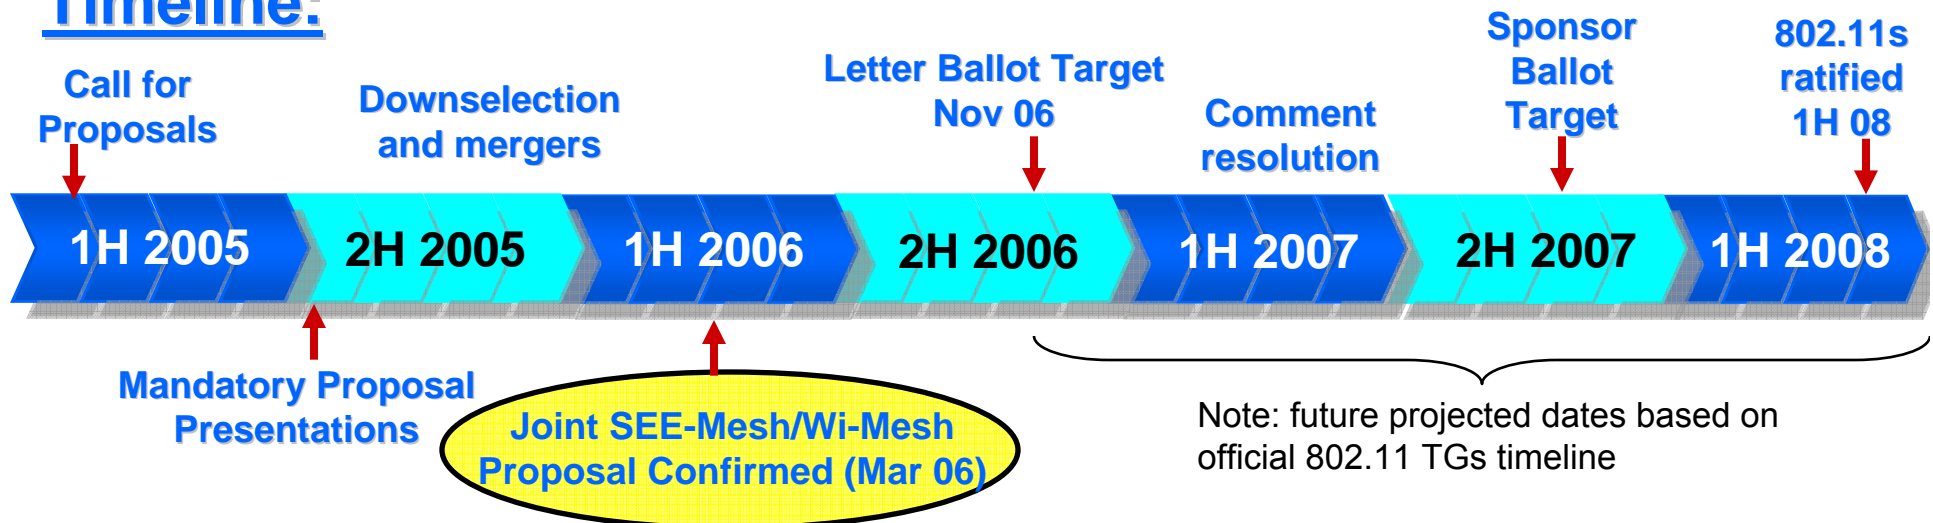 Timeline:
Call for
Proposals
Downselection
and mergers
Letter Ballot Target
Nov 06
Comment
resolution
Sponsor
Ballot
Target
802.11s
ratified
1H 08
1H 2005
2H 2005
1H 2006
2H 2006
1H 2007
2H 2007
1H 2008
Mandatory Proposal
Presentations
Joint SEE-Mesh/Wi-Mesh
Proposal Confirmed (Mar 06)
Note: future projected dates based on
official 802.11 TGs timeline